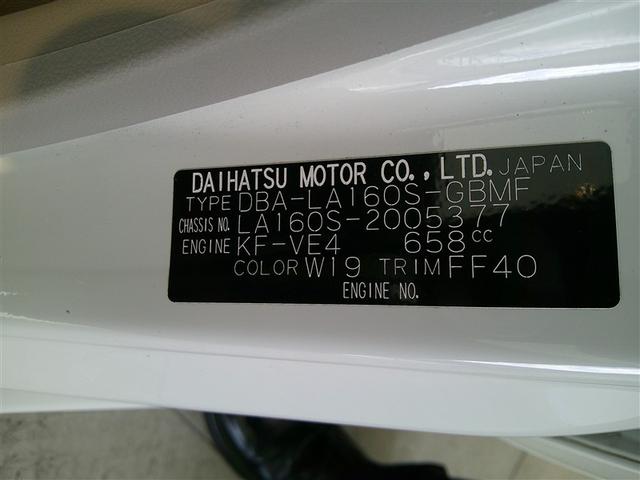 DAIHATSU MOTOR CO.,LTD. JAPAN
TYPE DBA-LA160S-GBMF
CHASSIS NO. LA160S-2005377
ENGINE KF-VE4 658cc
COLOR W19 TRIM FF40
ENGINE NO.